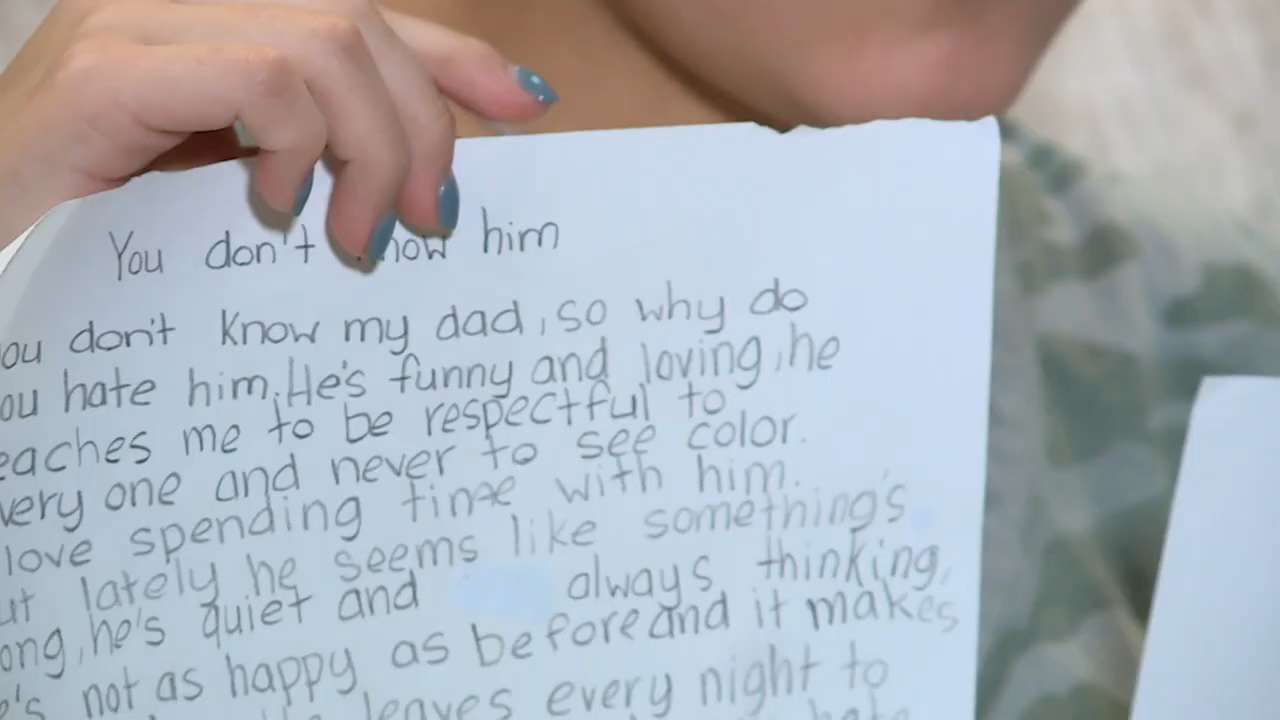 You don't now him
ou don't know my dad, so why do
ou hate him. He's funny and loving, he
eaches me to be respectful to
very one and never to see color.
love spending time with him.
ut lately he seems like something's
ong, he's quiet and always thinking,
e's not as happy as before and it makes
leaves every night to
hate